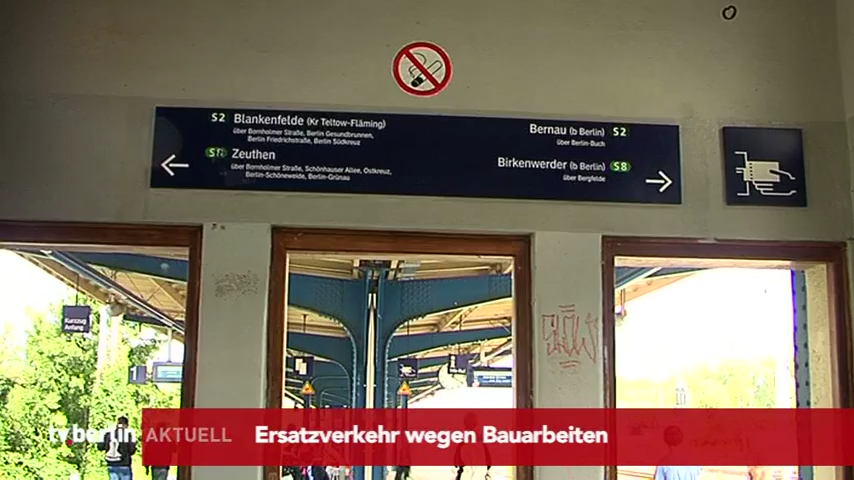 S2 Blankenfelde (Kr Teltow-Fläming)
über Bornholmer Straße, Berlin Gesundbrunnen,
Berlin Friedrichstraße, Berlin Südkreuz
Zeuthen
über Bornholmer Straße, Schönhauser Allee, Ostkreuz,
Berlin-Schöneweide, Berlin-Grünau
Bernau (b Berlin) S2
über Berlin-Buch
Birkenwerder (b Berlin) S8
über Bergfelde
Kurzzug
Anfang
1
tv berlin AKTUELL Ersatzverkehr wegen Bauarbeiten